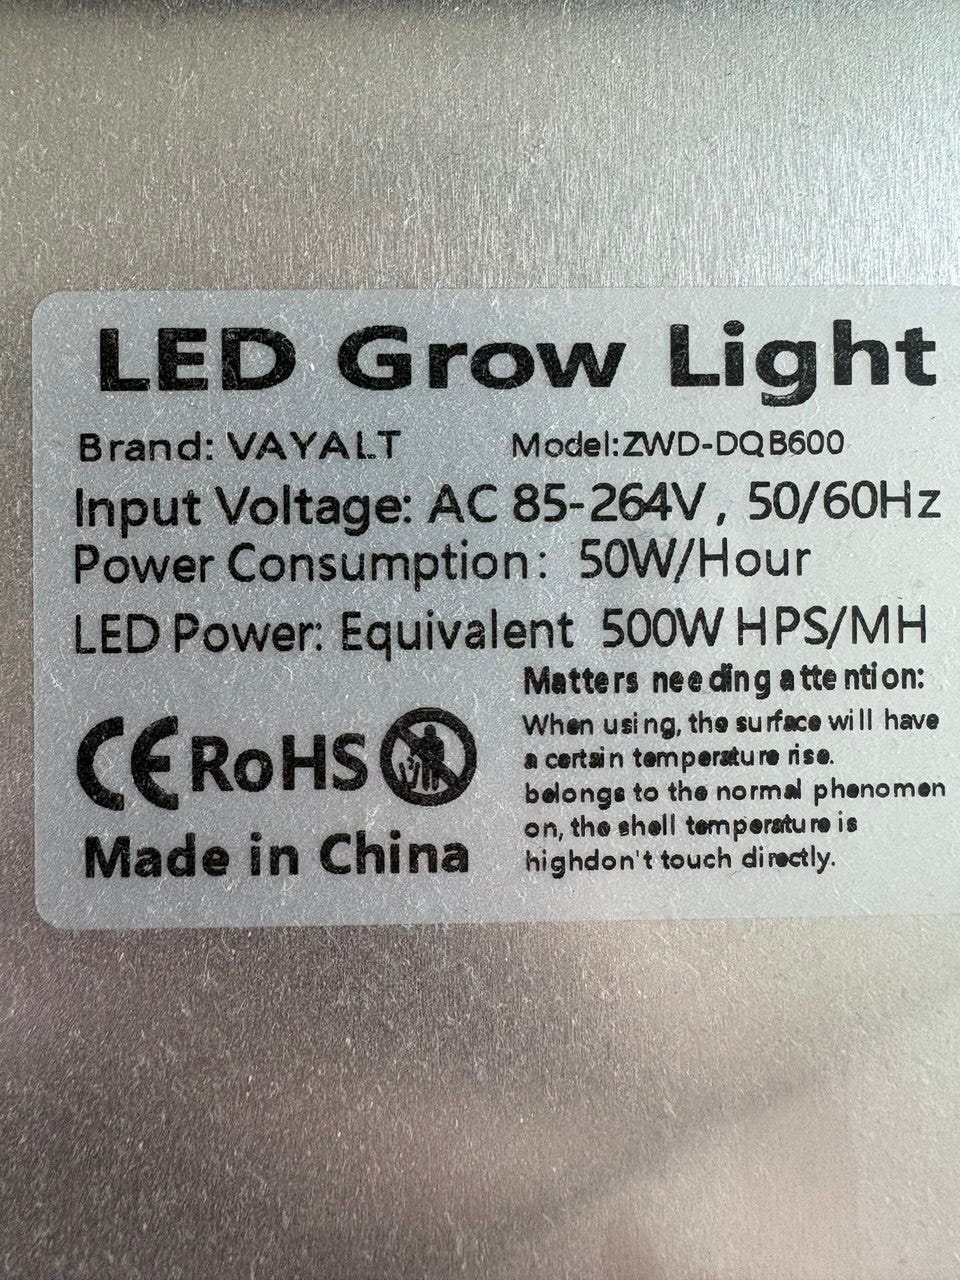 LED Grow Light
Brand: VAYALT Model:ZWD-DQB600
Input Voltage: AC 85-264V, 50/60Hz
Power Consumption: 50W/Hour
LED Power: Equivalent 500W HPS/MH
CE RoHS
Made in China
Matters needing attention:
When using, the surface will have
a certain temperature rise.
belongs to the normal phenomen
on, the shell temperature is
highdon't touch directly.